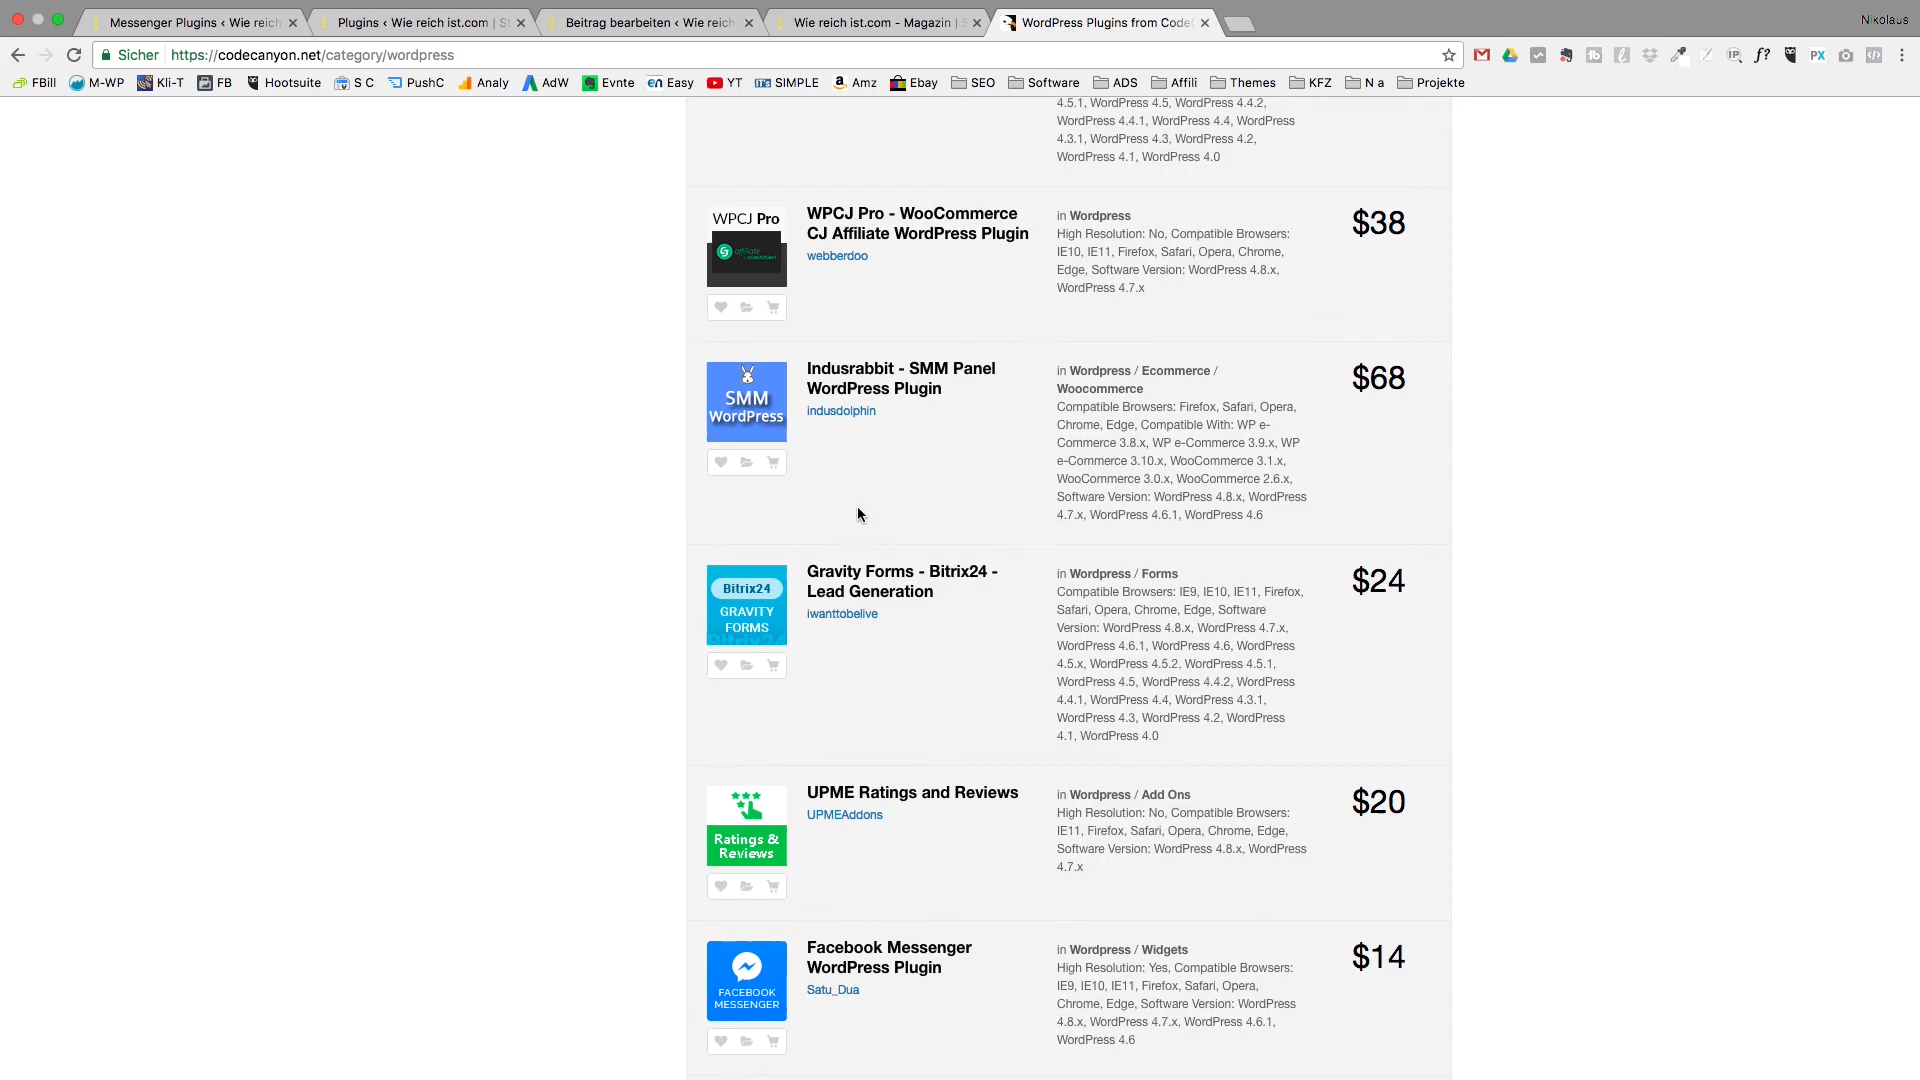 Messenger Plugins ‹ Wie reich
Plugins ‹ Wie reich ist.com | St
Beitrag bearbeiten ‹ Wie reich
Wie reich ist.com - Magazin | S
WordPress Plugins from CodeC
Nikolaus
Sicher
https://codecanyon.net/category/wordpress
FBill
M-WP
Kli-T
FB
Hootsuite
S C
PushC
Analy
AdW
Evnte
Easy
YT
SIMPLE
Amz
Ebay
SEO
Software
ADS
Affili
Themes
KFZ
N a
Projekte
4.5.1, WordPress 4.5, WordPress 4.4.2,
WordPress 4.4.1, WordPress 4.4, WordPress
4.3.1, WordPress 4.3, WordPress 4.2,
WordPress 4.1, WordPress 4.0
WPCJ Pro
affiliate
WPCJ Pro - WooCommerce
CJ Affiliate WordPress Plugin
webberdoo
in Wordpress
High Resolution: No, Compatible Browsers:
IE10, IE11, Firefox, Safari, Opera, Chrome,
Edge, Software Version: WordPress 4.8.x,
WordPress 4.7.x
$38
SMM
WordPress
Indusrabbit - SMM Panel
WordPress Plugin
indusdolphin
in Wordpress / Ecommerce /
Woocommerce
Compatible Browsers: Firefox, Safari, Opera,
Chrome, Edge, Compatible With: WP e-
Commerce 3.8.x, WP e-Commerce 3.9.x, WP
e-Commerce 3.10.x, WooCommerce 3.1.x,
WooCommerce 3.0.x, WooCommerce 2.6.x,
Software Version: WordPress 4.8.x, WordPress
4.7.x, WordPress 4.6.1, WordPress 4.6
$68
Bitrix24
GRAVITY
FORMS
Bitrix24
Gravity Forms - Bitrix24 -
Lead Generation
iwanttobelive
in Wordpress / Forms
Compatible Browsers: IE9, IE10, IE11, Firefox,
Safari, Opera, Chrome, Edge, Software
Version: WordPress 4.8.x, WordPress 4.7.x,
WordPress 4.6.1, WordPress 4.6, WordPress
4.5.x, WordPress 4.5.2, WordPress 4.5.1,
WordPress 4.5, WordPress 4.4.2, WordPress
4.4.1, WordPress 4.4, WordPress 4.3.1,
WordPress 4.3, WordPress 4.2, WordPress
4.1, WordPress 4.0
$24
Ratings &
Reviews
UPME Ratings and Reviews
UPMEAddons
in Wordpress / Add Ons
High Resolution: No, Compatible Browsers:
IE11, Firefox, Safari, Opera, Chrome, Edge,
Software Version: WordPress 4.8.x, WordPress
4.7.x
$20
FACEBOOK
MESSENGER
Facebook Messenger
WordPress Plugin
Satu_Dua
in Wordpress / Widgets
High Resolution: Yes, Compatible Browsers:
IE9, IE10, IE11, Firefox, Safari, Opera,
Chrome, Edge, Software Version: WordPress
4.8.x, WordPress 4.7.x, WordPress 4.6.1,
WordPress 4.6
$14